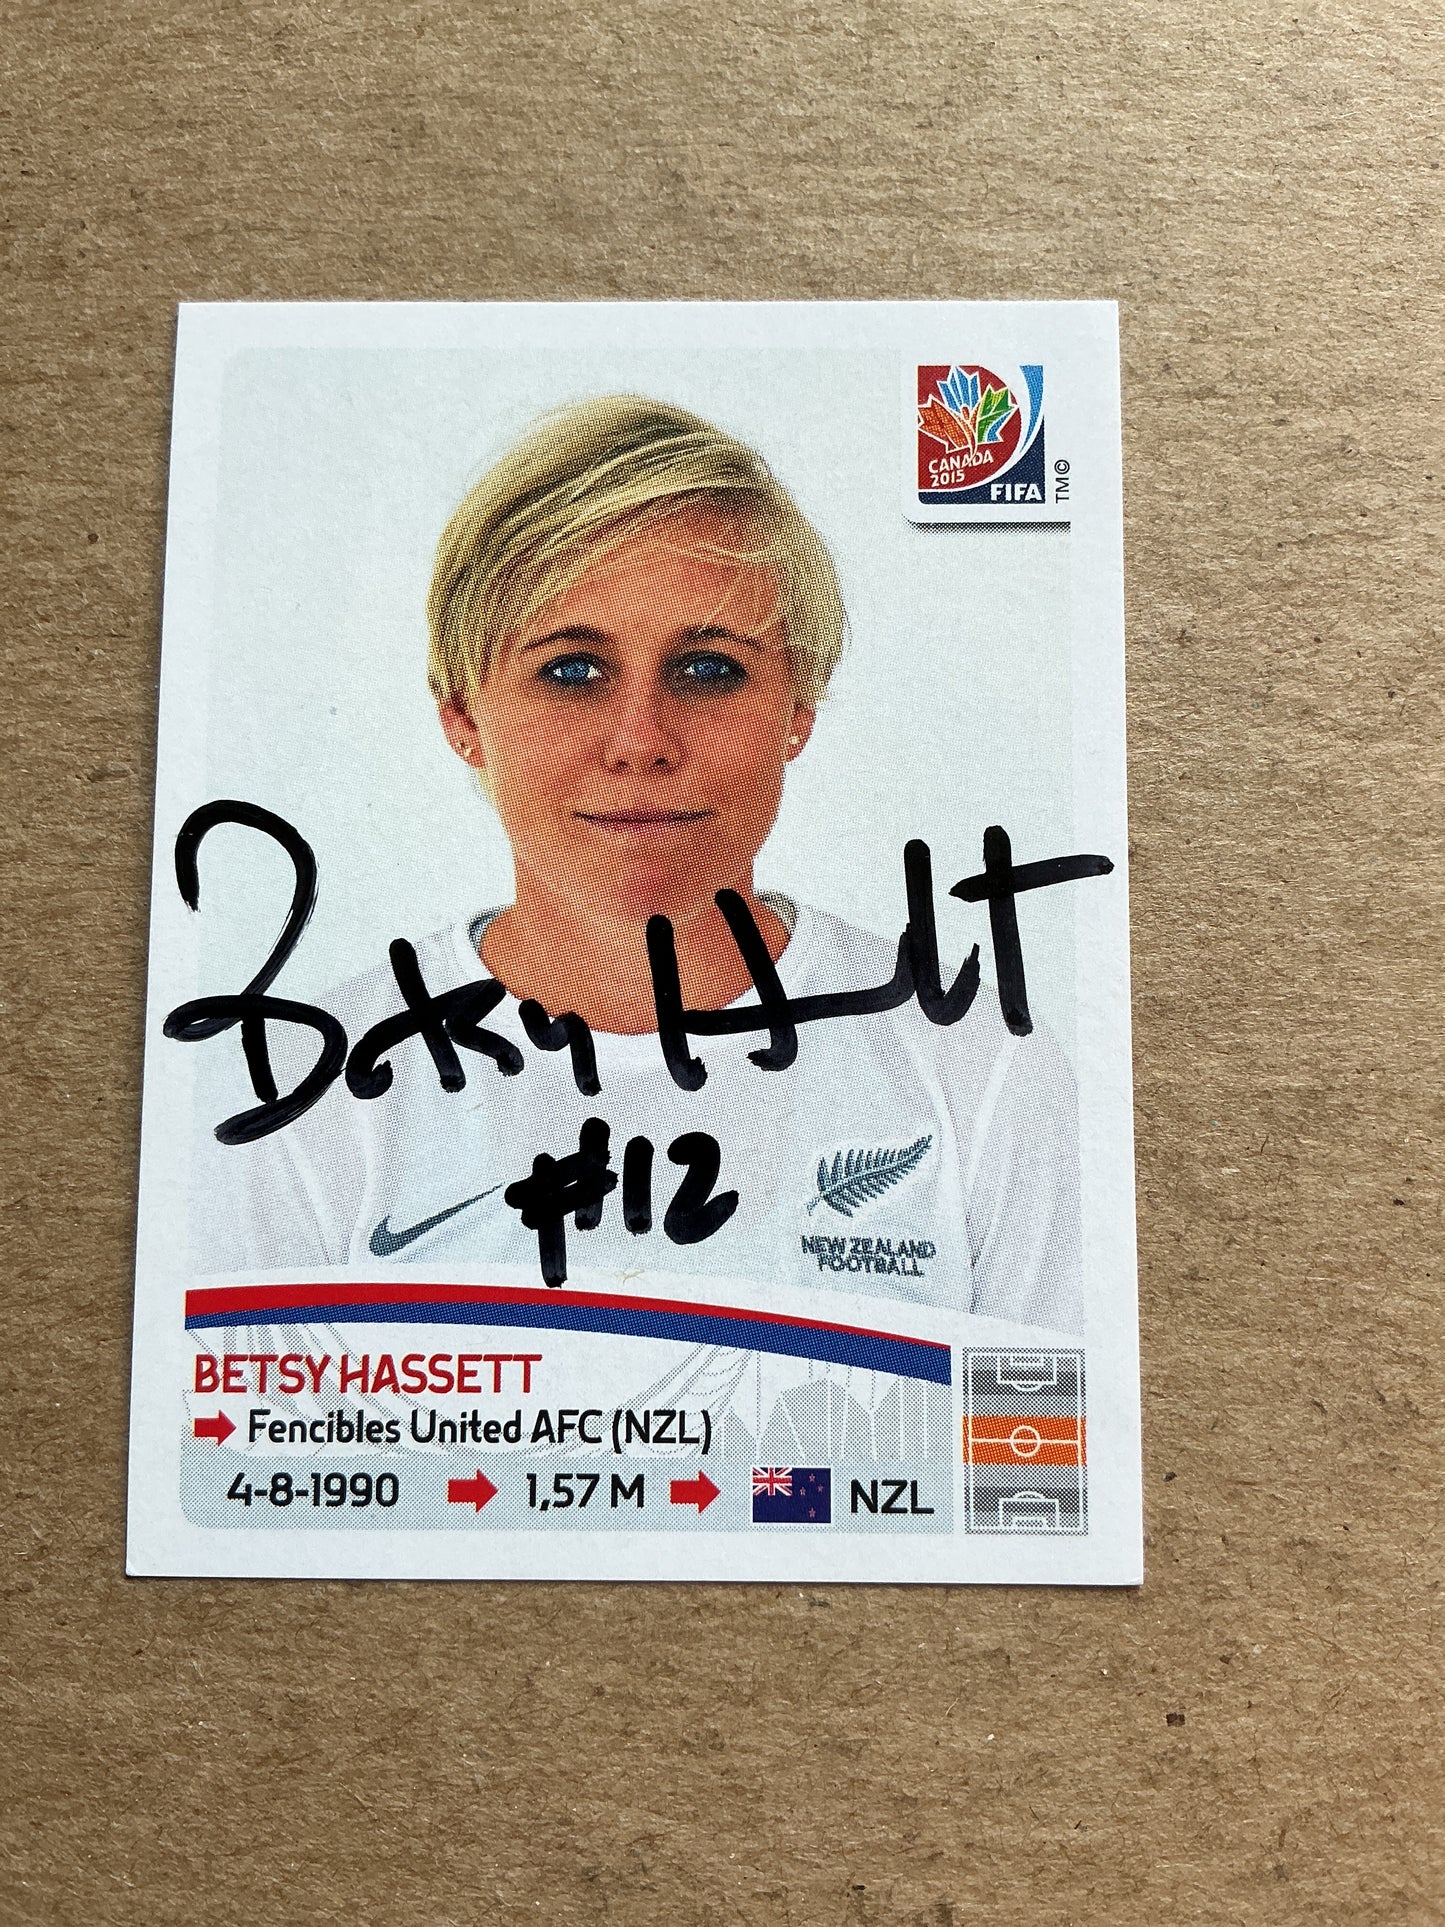 CANADA
2015
FIFA
TM©
Betsy H
#12
NEW ZEALAND
FOOTBALL
BETSY HASSETT
Fencibles United AFC (NZL)
4-8-1990 1,57 M NZL